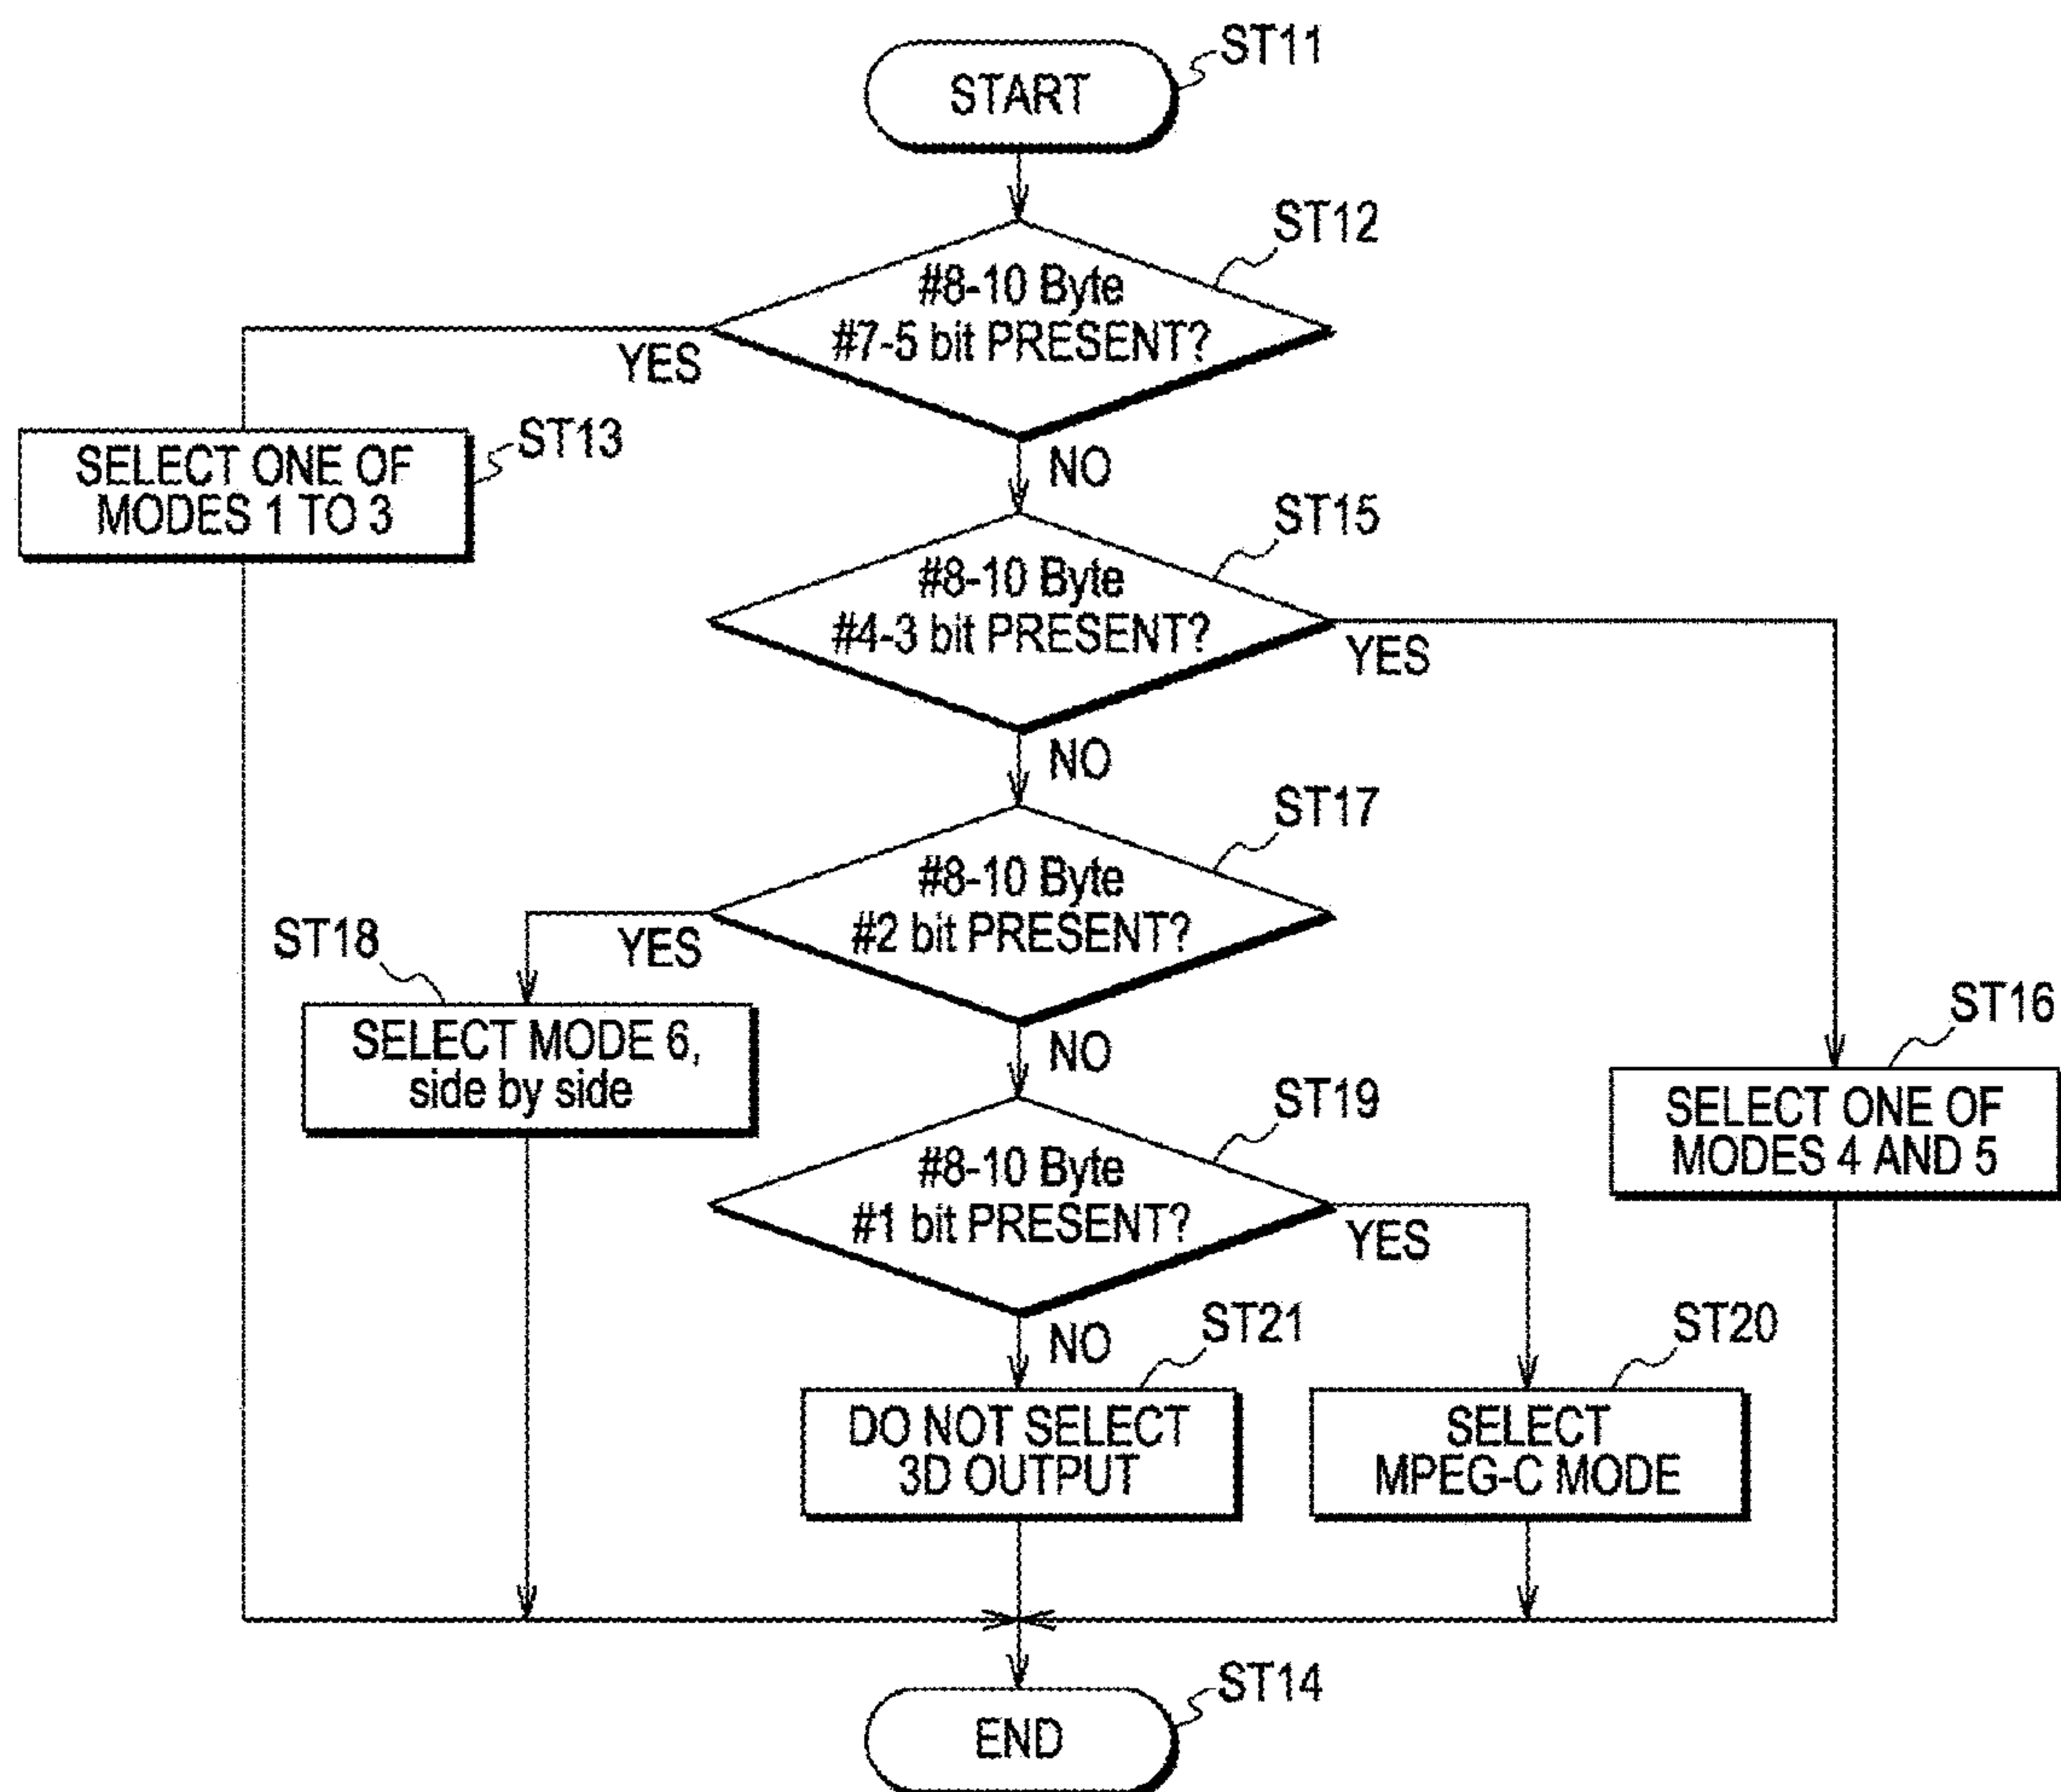 ST11
START
ST12
#8-10 Byte
#7-5 bit PRESENT?
YES
NO
ST13
SELECT ONE OF
MODES 1 TO 3
ST15
#8-10 Byte
#4-3 bit PRESENT?
YES
NO
ST17
#8-10 Byte
#2 bit PRESENT?
YES
NO
ST18
SELECT MODE 6,
side by side
ST16
SELECT ONE OF
MODES 4 AND 5
ST19
#8-10 Byte
#1 bit PRESENT?
YES
NO
ST21
DO NOT SELECT
3D OUTPUT
ST20
SELECT
MPEG-C MODE
ST14
END